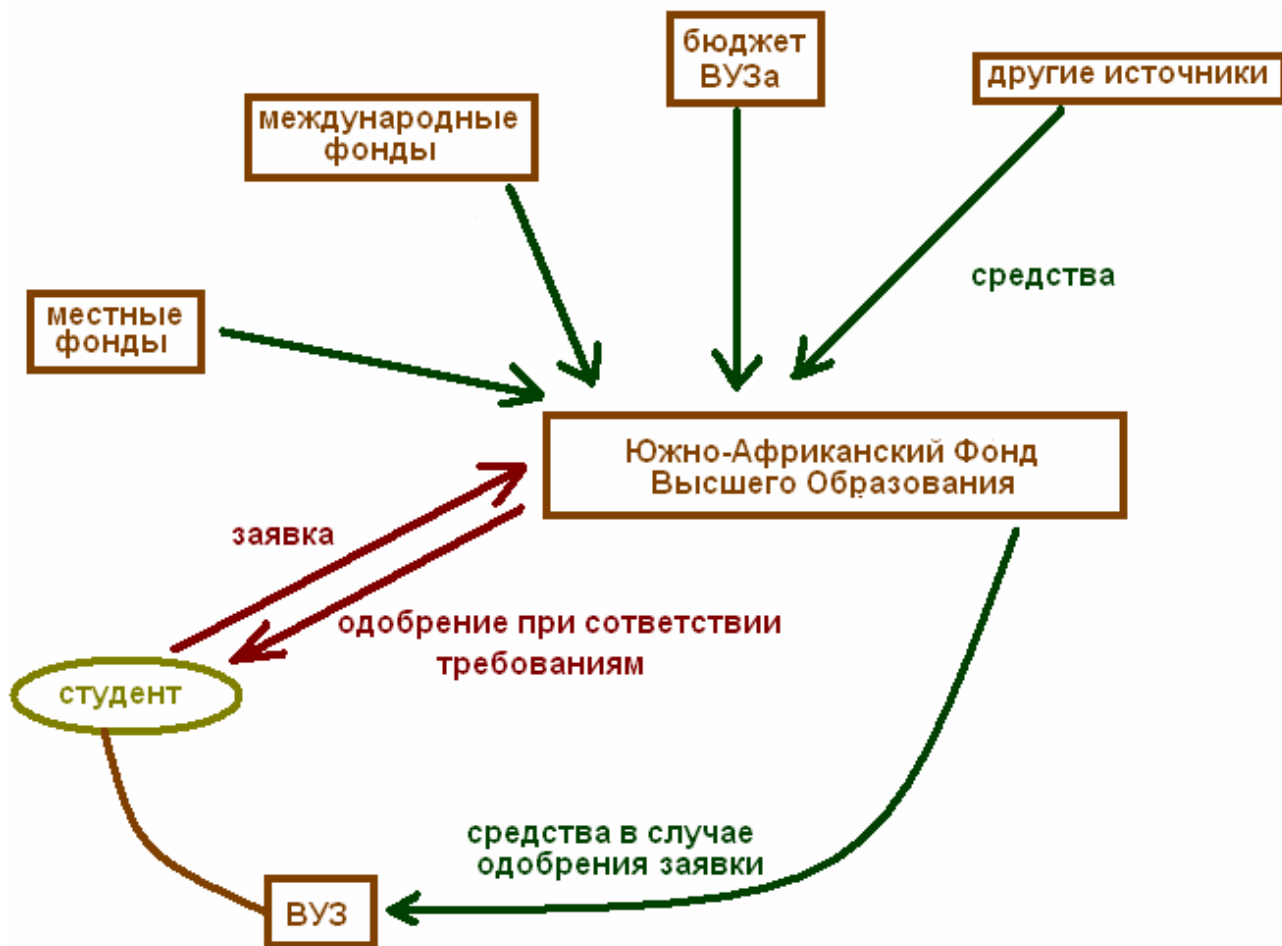 бюджет
ВУЗа
другие источники
международные
фонды
средства
местные
фонды
Южно-Африканский Фонд
Высшего Образования
заявка
одобрение при сответствии
требованиям
студент
средства в случае
одобрения заявки
ВУЗ